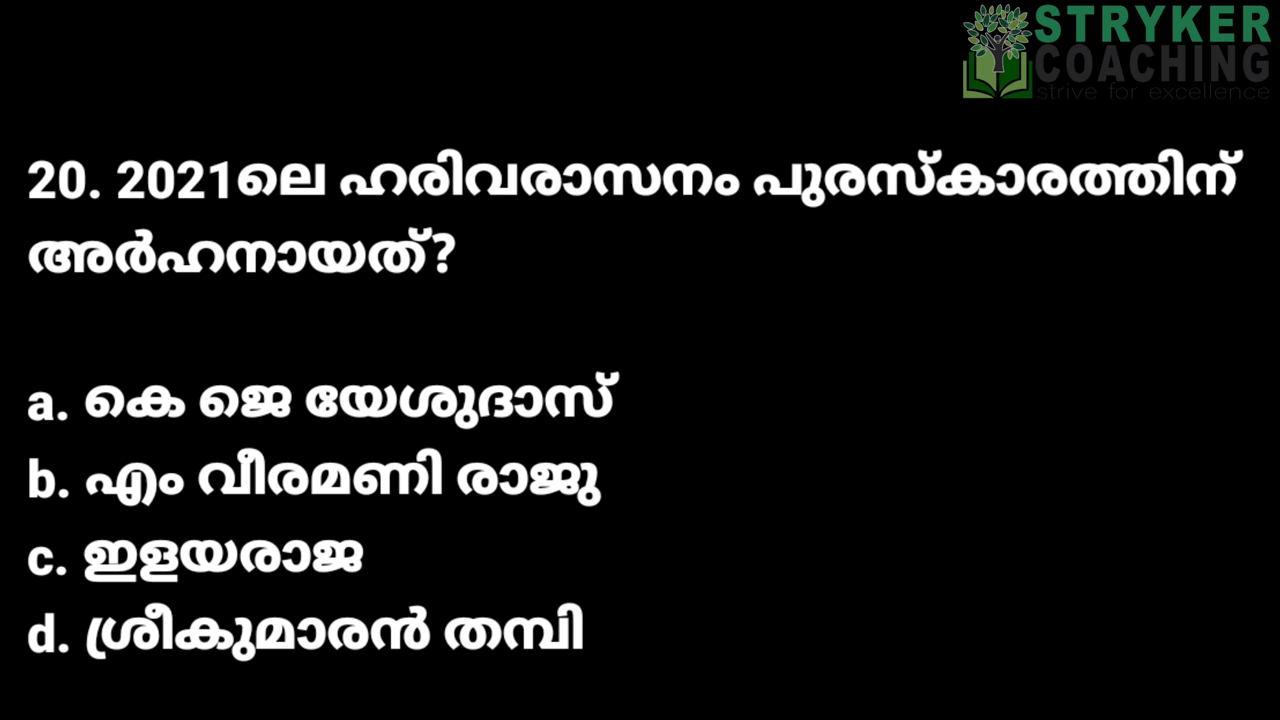 STRYKER
COACHING
strive for excellence
20. 2021ലെ ഹരിവരാസനം പുരസ്കാരത്തിന്
അർഹനായത്?
a. കെ ജെ യേശുദാസ്
b. എം വീരമണി രാജു
c. ഇളയരാജ
d. ശ്രീകുമാരൻ തമ്പി